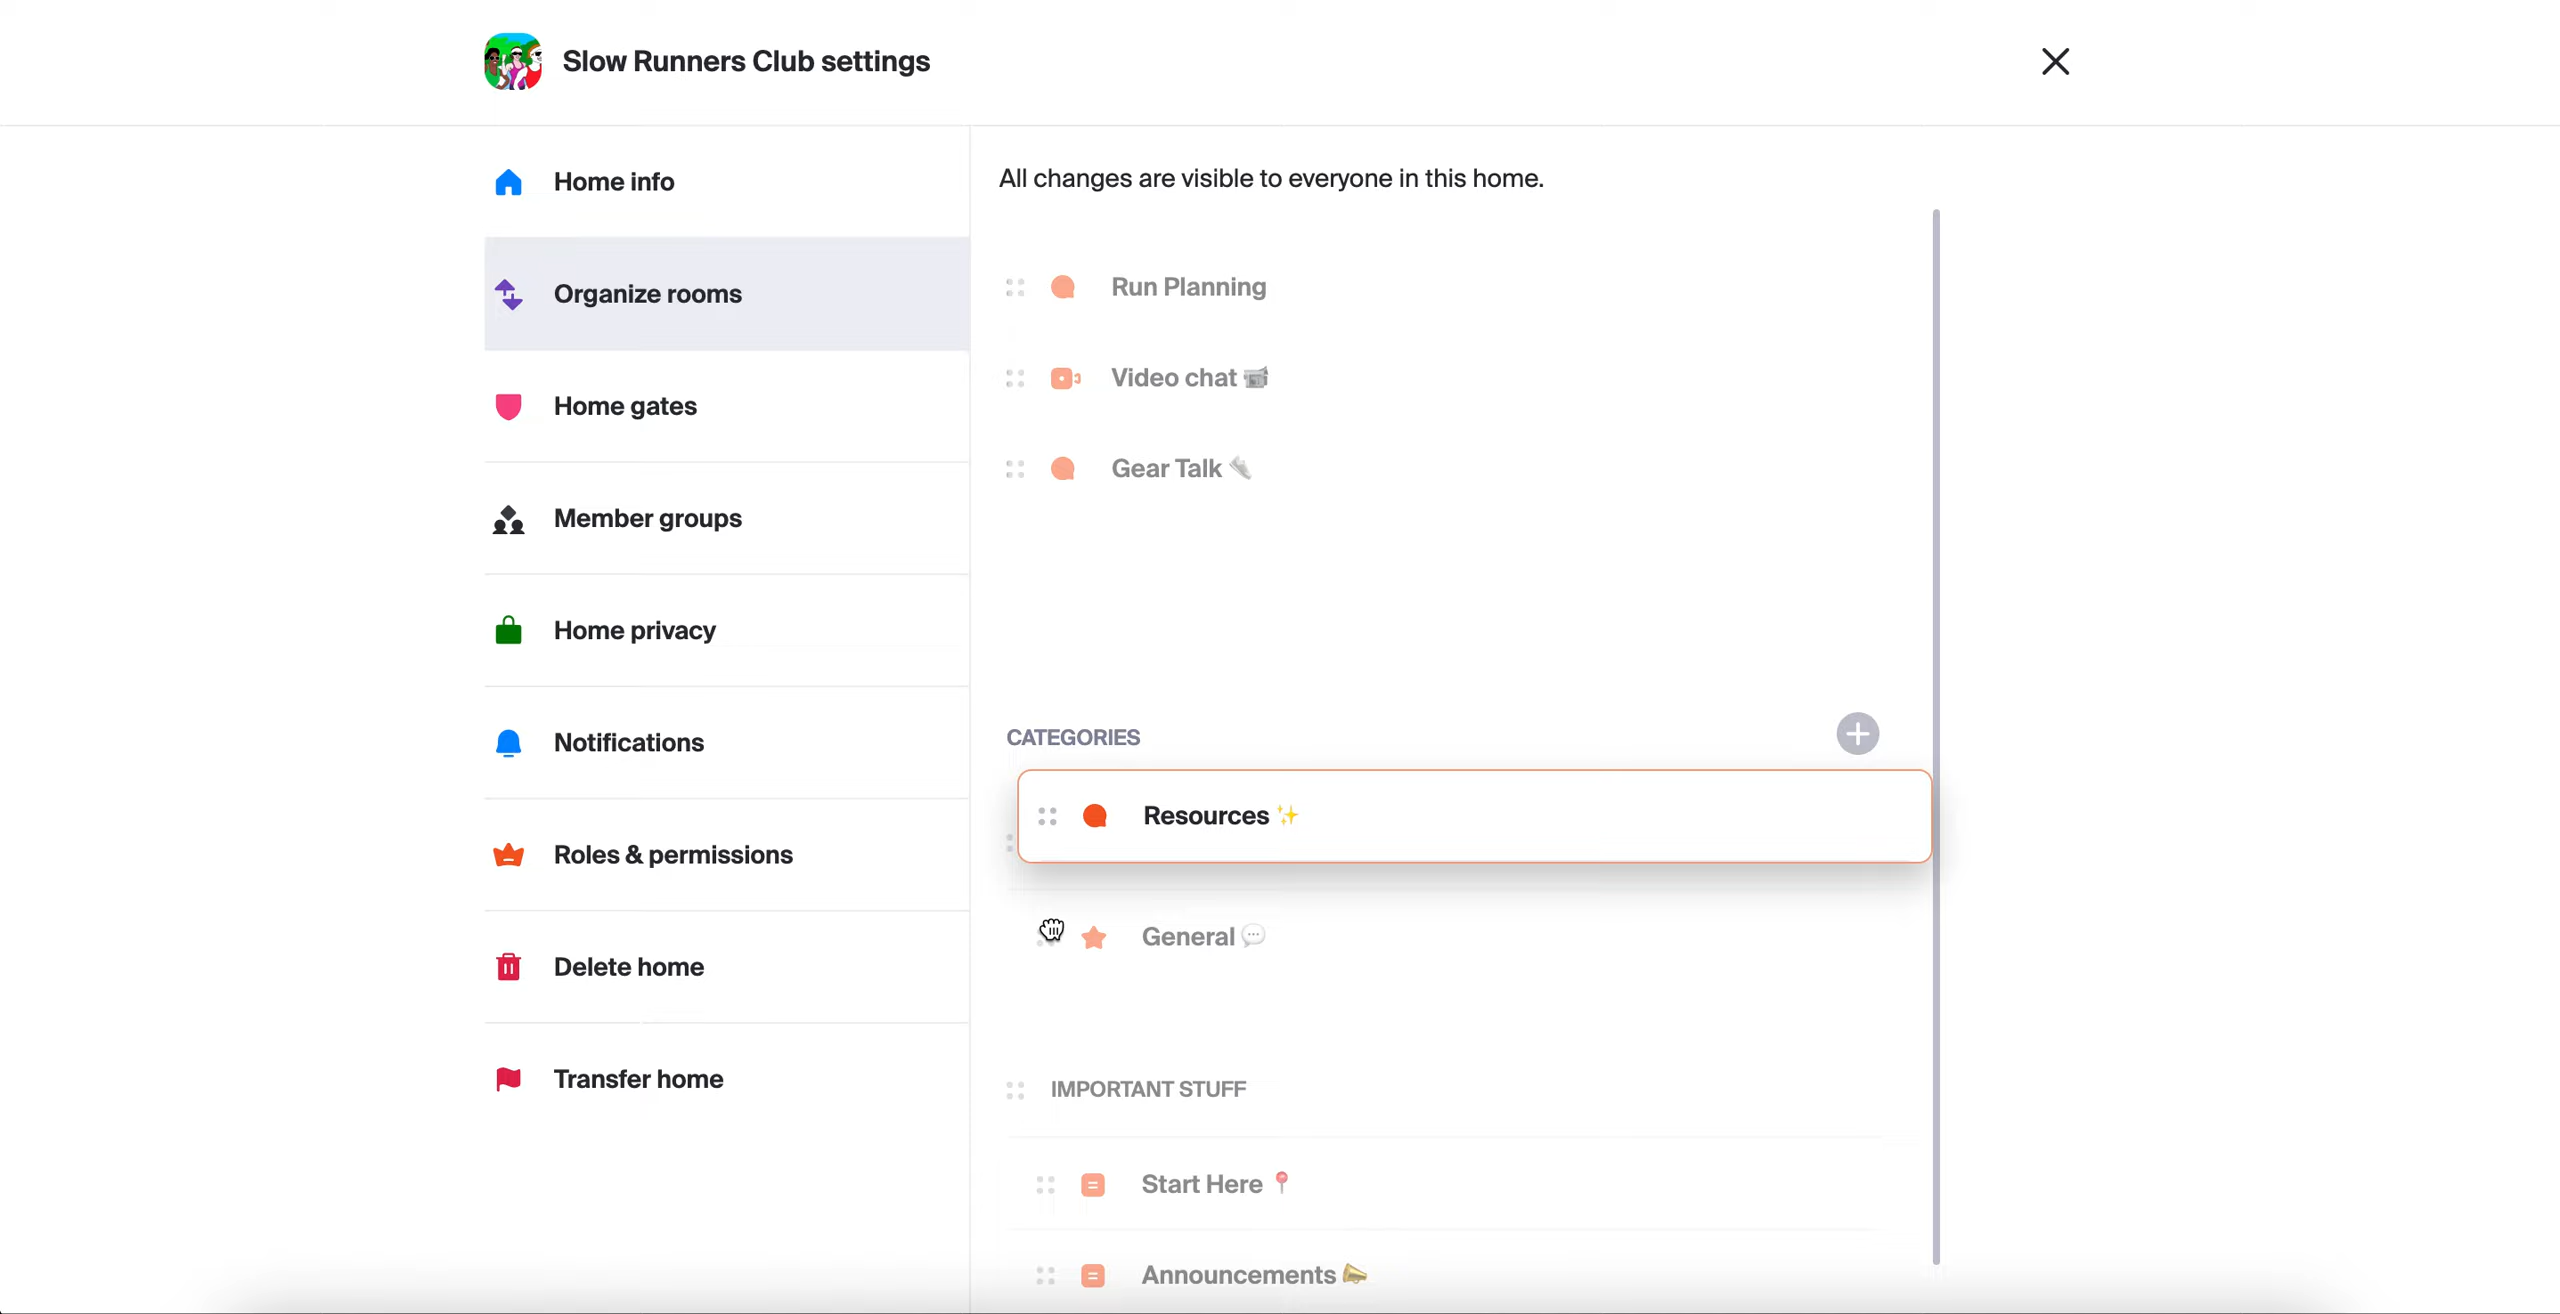 Slow Runners Club settings
Home info
Organize rooms
Home gates
Member groups
Home privacy
Notifications
Roles & permissions
Delete home
Transfer home
All changes are visible to everyone in this home.
Run Planning
Video chat 📹
Gear Talk 👟
CATEGORIES
Resources ✨
General 💬
IMPORTANT STUFF
Start Here 📍
Announcements 📣